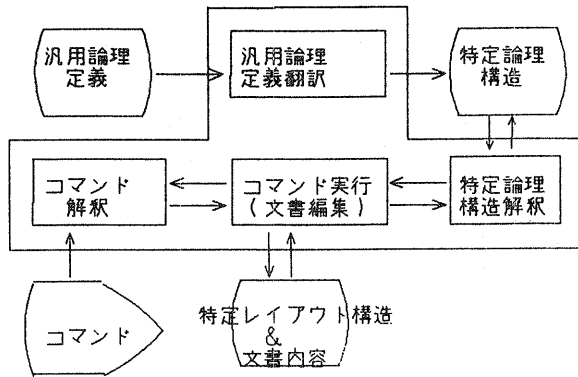 汎用論理
定義
汎用論理
定義翻訳
特定論理
構造
コマンド
解釈
コマンド実行
(文書編集)
特定論理
構造解釈
コマンド
特定レイアウト構造
&
文書内容